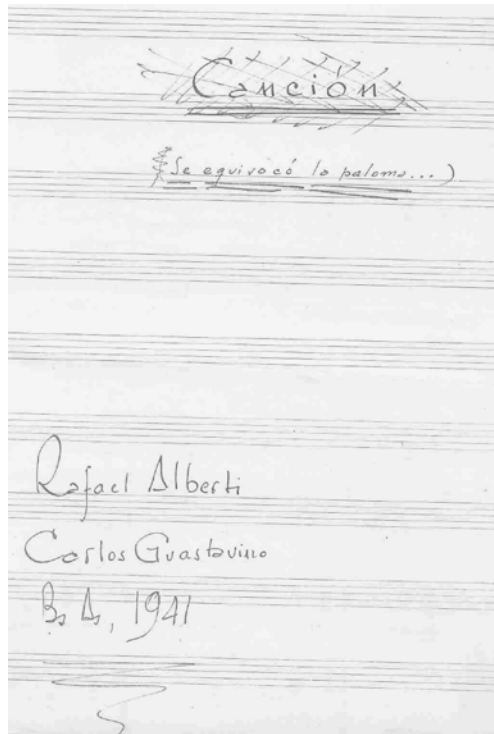 Canción
(Se equivocó la paloma...)
Rafael Alberti
Carlos Guastavino
Bs As, 1941